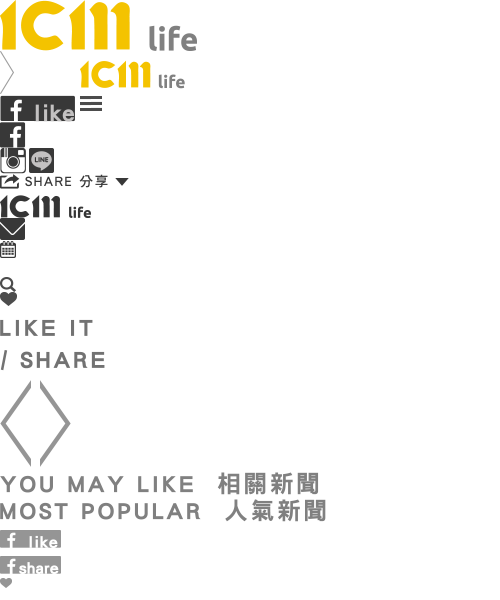 1CM life
1CM life
like
LINE
SHARE 分享
1CM life
LIKE IT
/ SHARE
YOU MAY LIKE 相關新聞
MOST POPULAR 人氣新聞
like
share